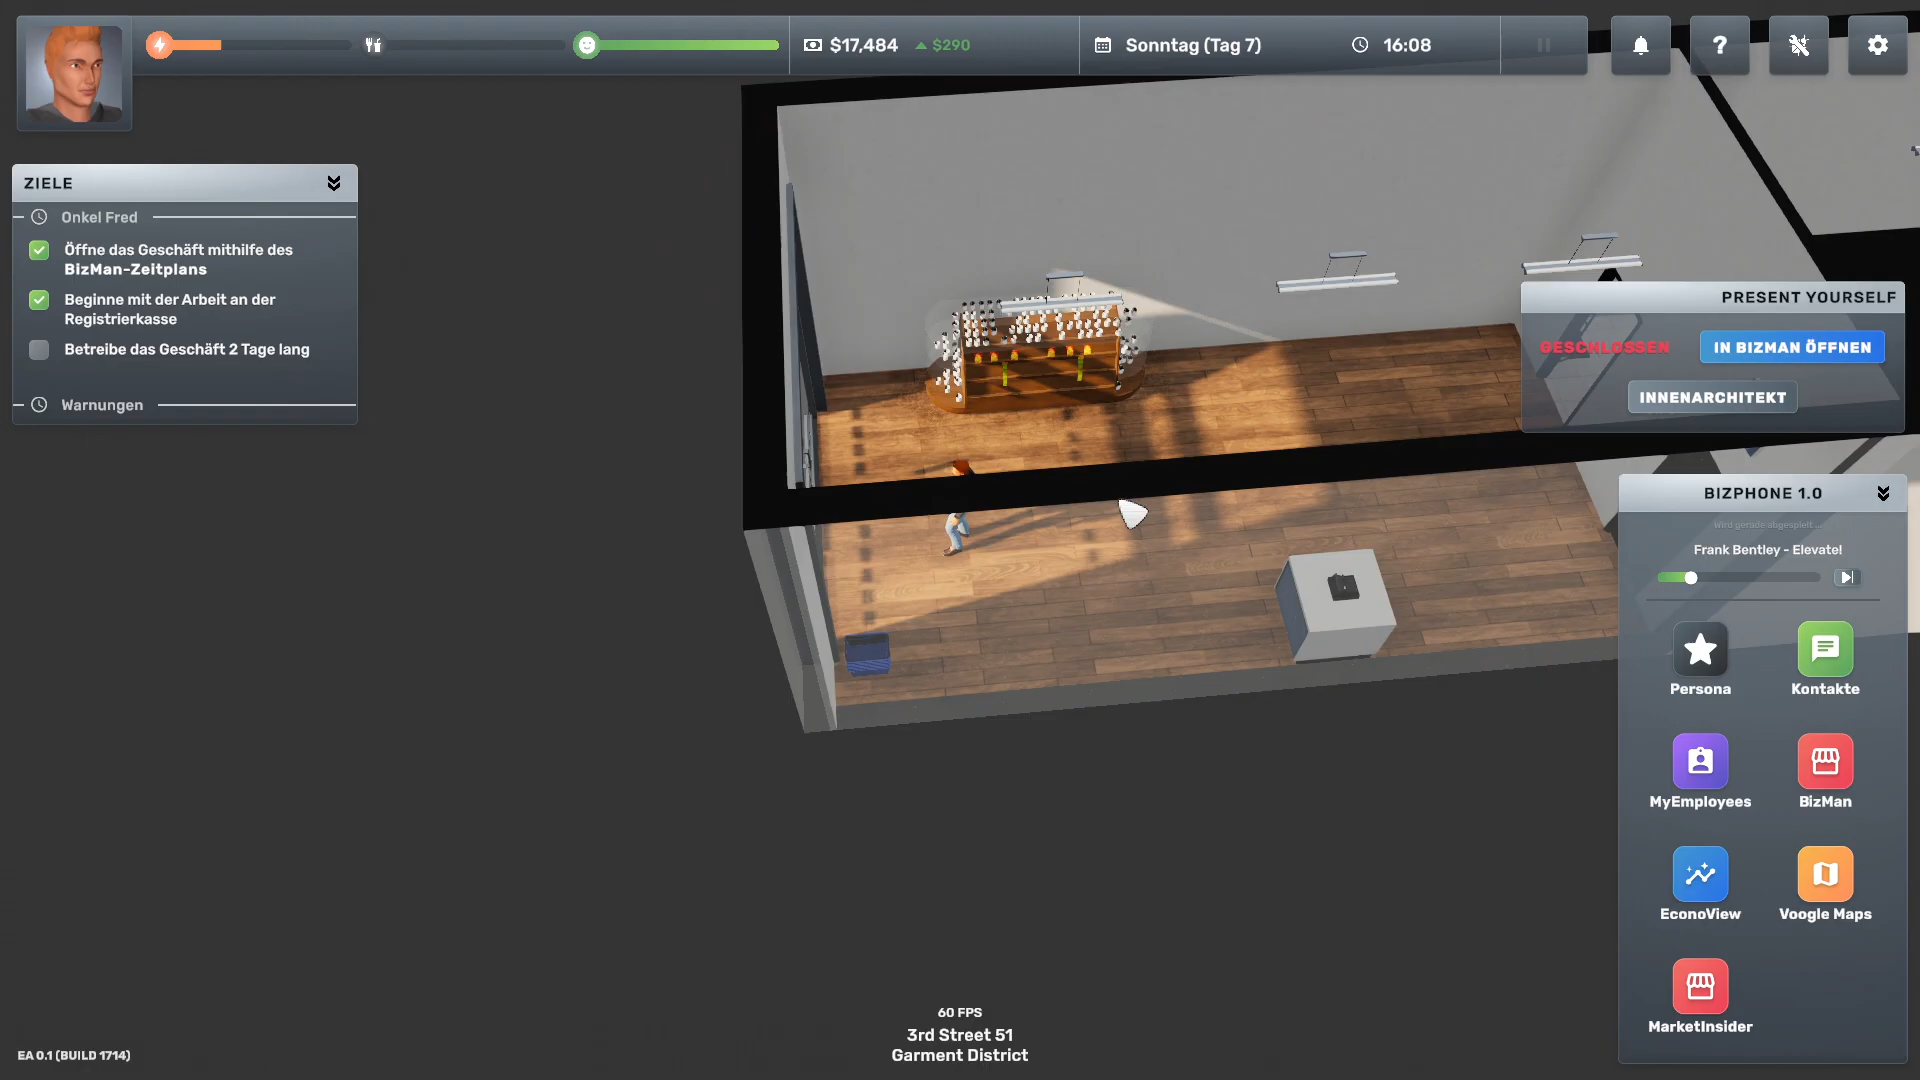 $17,484
$290
Sonntag (Tag 7)
16:08
?
ZIELE
Onkel Fred
Öffne das Geschäft mithilfe des
BizMan-Zeitplans
Beginne mit der Arbeit an der
Registrierkasse
Betreibe das Geschäft 2 Tage lang
Warnungen
PRESENT YOURSELF
GESCHLOSSEN
IN BIZMAN ÖFFNEN
INNENARCHITEKT
BIZPHONE 1.0
Wird gerade abgespielt ...
Frank Bentley - Elevate!
Persona
Kontakte
MyEmployees
BizMan
EconoView
Voogle Maps
MarketInsider
60 FPS
3rd Street 51
Garment District
EA 0.1 (BUILD 1714)